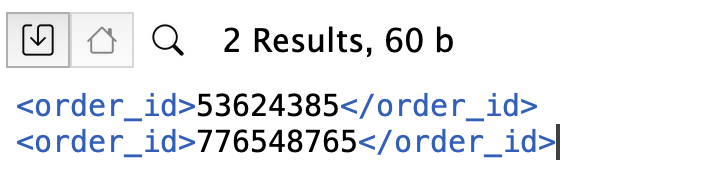 2 Results, 60 b
<order_id>53624385</order_id>
<order_id>776548765</order_id>